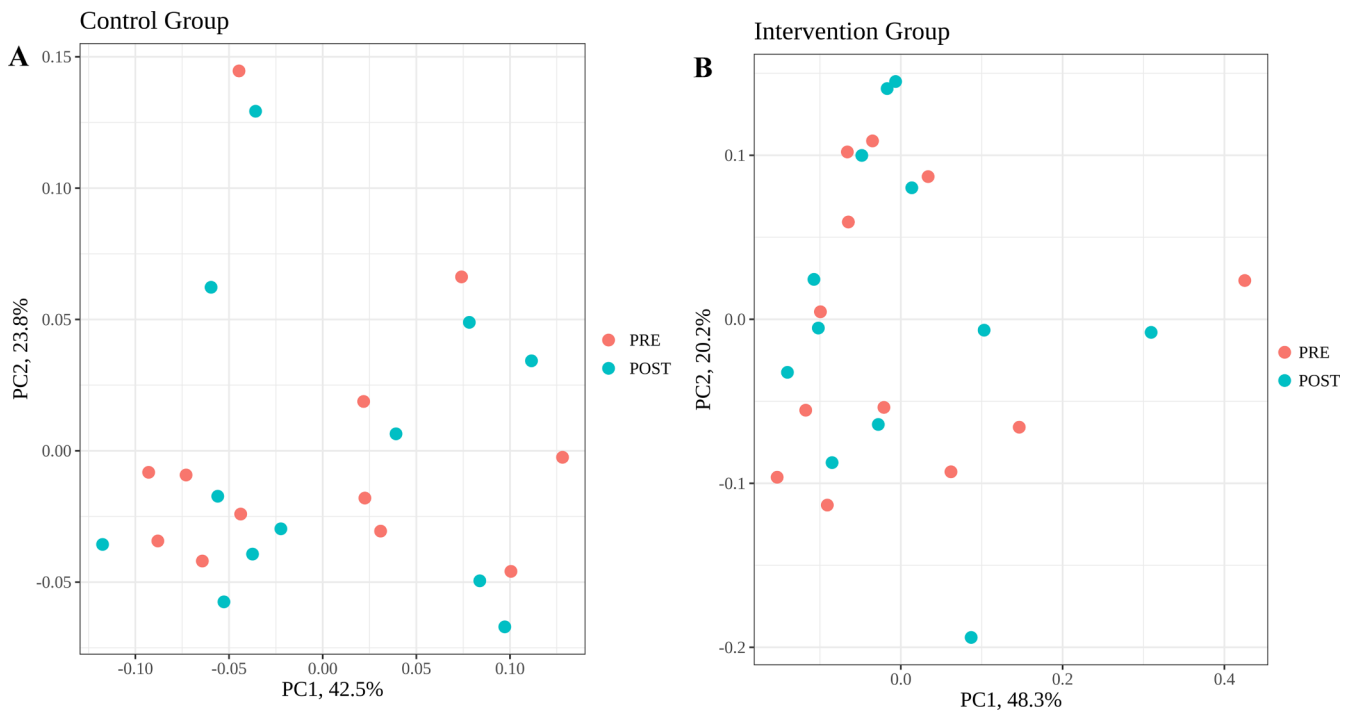 Control Group
A
0.15
0.10
0.05
0.00
-0.05
PC2, 23.8%
-0.10 -0.05 0.00 0.05 0.10
PC1, 42.5%
PRE
POST
Intervention Group
B
0.1
0.0
-0.1
-0.2
PC2, 20.2%
0.0 0.2 0.4
PC1, 48.3%
PRE
POST